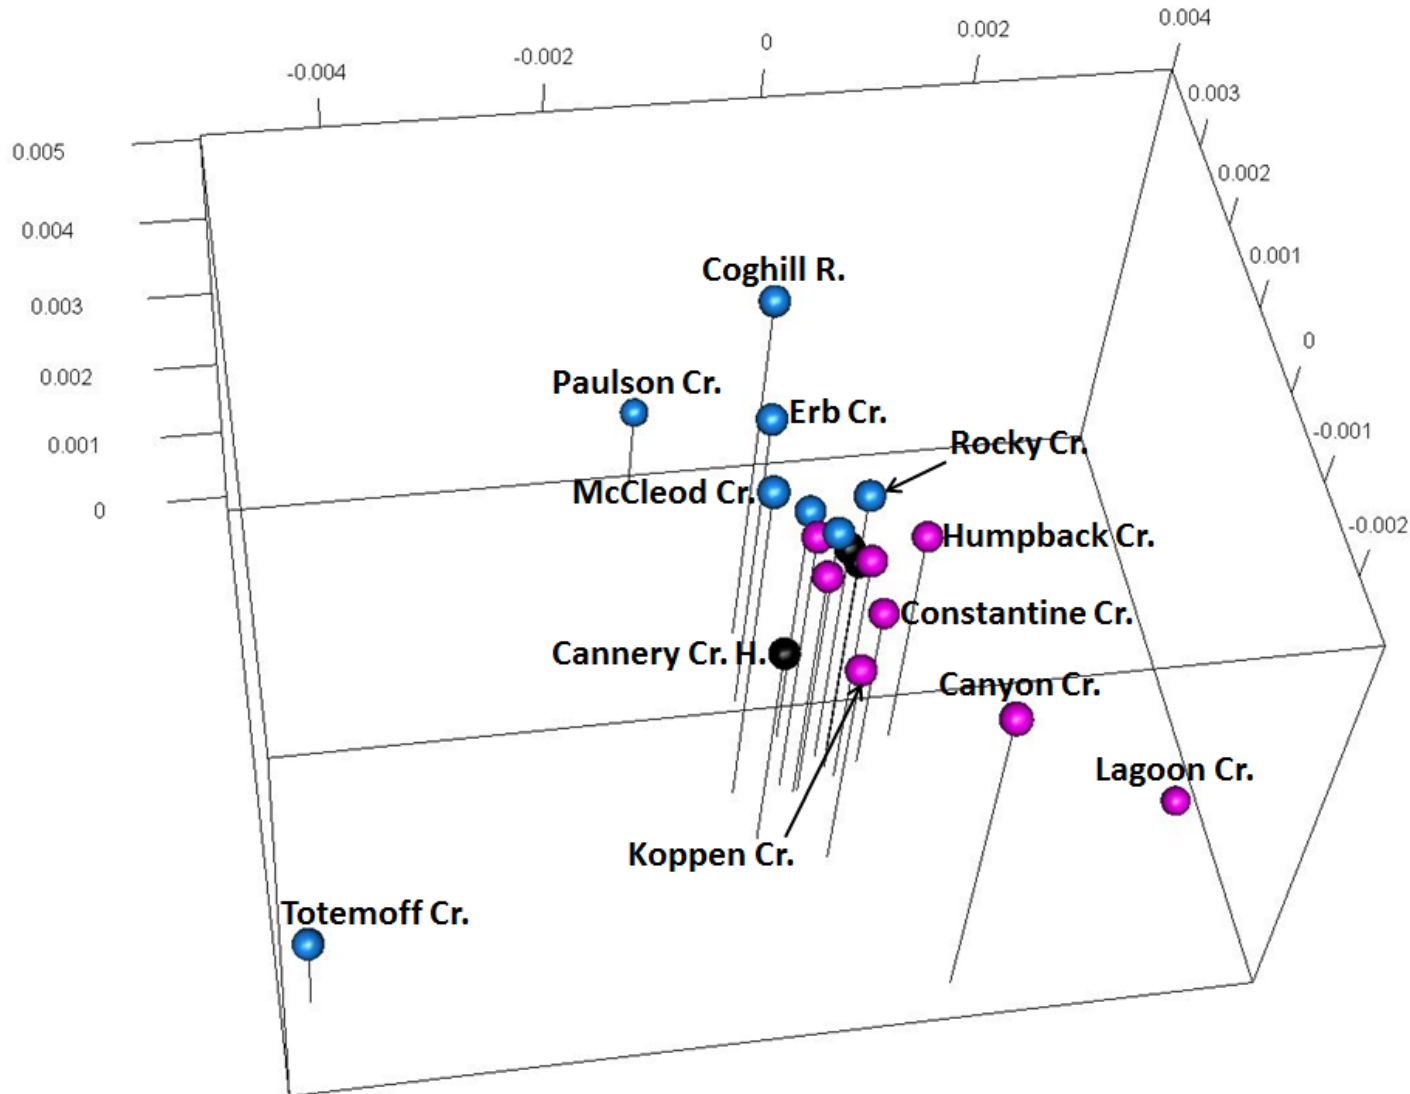 0.004
0.002
0
-0.002
-0.004
0.003
0.005
0.002
0.004
0.001
Coghill R.
0.003
0
Paulson Cr.
0.002
Erb Cr.
-0.001
0.001
Rocky Cr.
McCleod Cr.
0
-0.002
Humpback Cr.
Constantine Cr.
Cannery Cr. H.
Canyon Cr.
Lagoon Cr.
Koppen Cr.
Totemoff Cr.